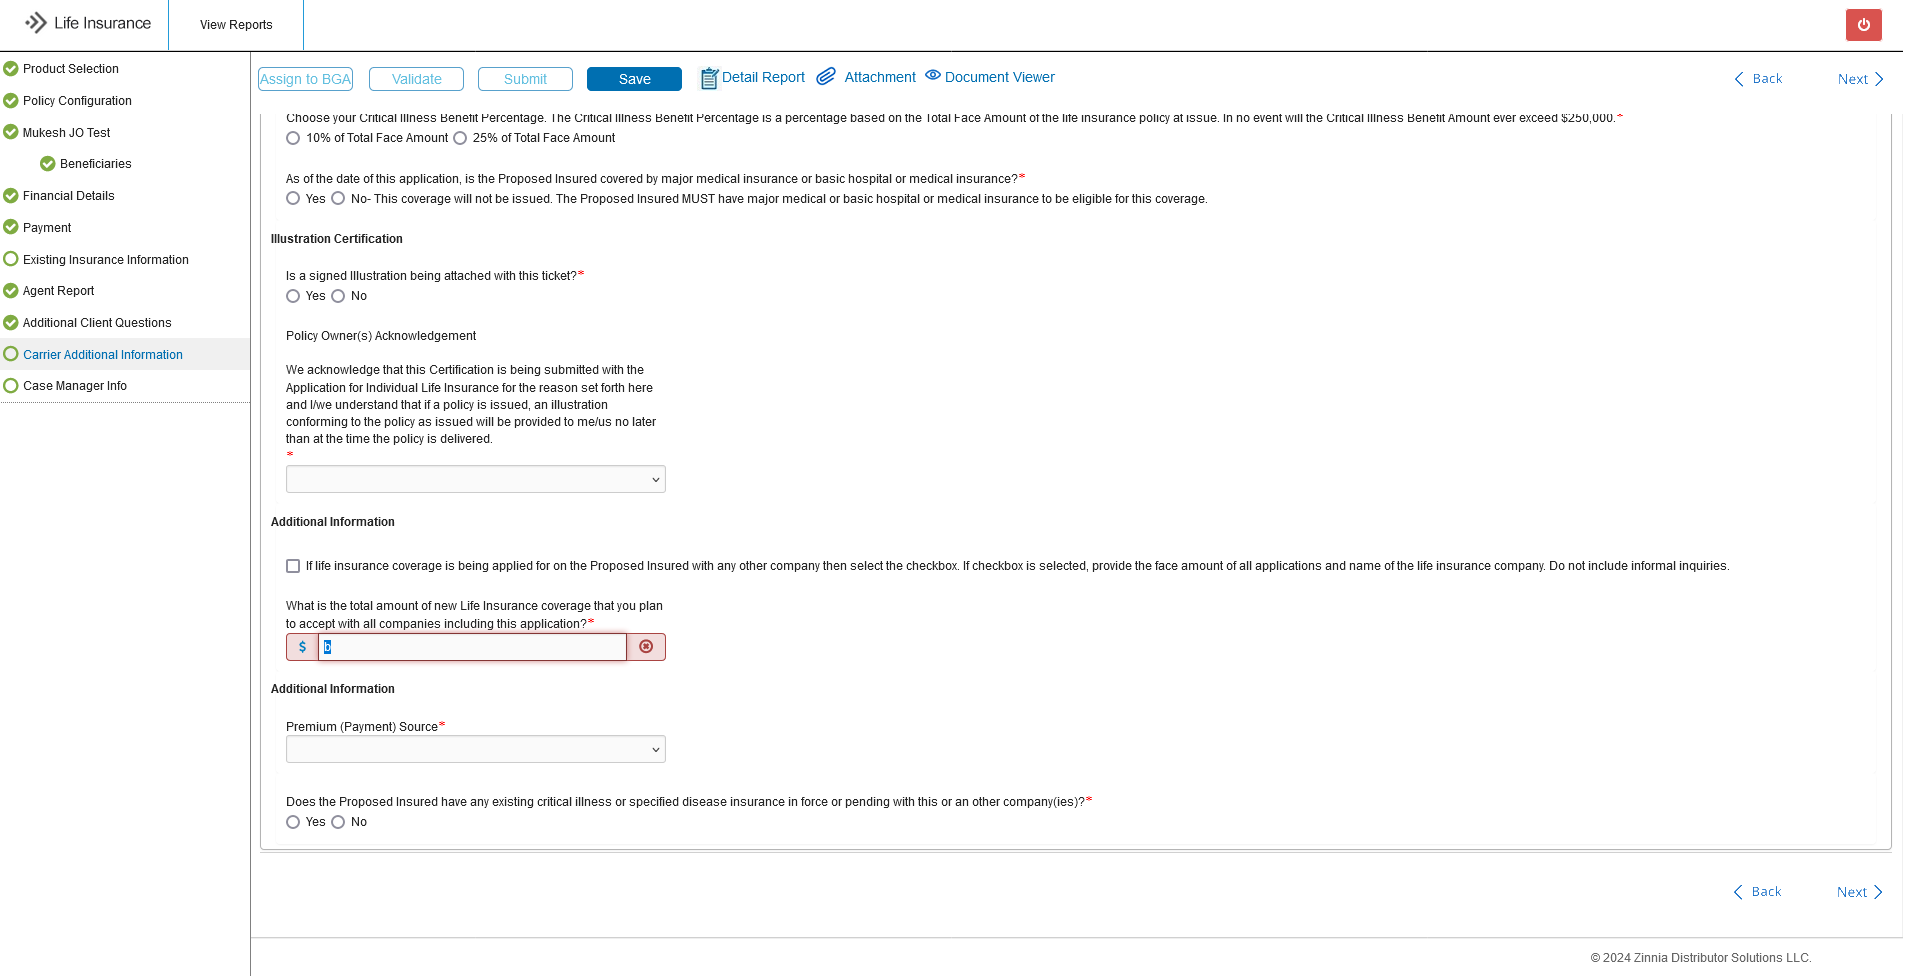 Life Insurance
View Reports
Product Selection
Policy Configuration
Mukesh JO Test
Beneficiaries
Financial Details
Payment
Existing Insurance Information
Agent Report
Additional Client Questions
Carrier Additional Information
Case Manager Info
Assign to BGA
Validate
Submit
Save
Detail Report
Attachment
Document Viewer
Back
Next
Choose your Critical Illness Benefit Percentage. The Critical Illness Benefit Percentage is a percentage based on the Total Face Amount of the life insurance policy at issue. In no event will the Critical Illness Benefit Amount ever exceed $250,000.*
10% of Total Face Amount 25% of Total Face Amount
As of the date of this application, is the Proposed Insured covered by major medical insurance or basic hospital or medical insurance?*
Yes No- This coverage will not be issued. The Proposed Insured MUST have major medical or basic hospital or medical insurance to be eligible for this coverage.
Illustration Certification
Is a signed Illustration being attached with this ticket?*
Yes No
Policy Owner(s) Acknowledgement
We acknowledge that this Certification is being submitted with the
Application for Individual Life Insurance for the reason set forth here
and I/we understand that if a policy is issued, an illustration
conforming to the policy as issued will be provided to me/us no later
than at the time the policy is delivered.
*
Additional Information
If life insurance coverage is being applied for on the Proposed Insured with any other company then select the checkbox. If checkbox is selected, provide the face amount of all applications and name of the life insurance company. Do not include informal inquiries.
What is the total amount of new Life Insurance coverage that you plan
to accept with all companies including this application?*
$ b
Additional Information
Premium (Payment) Source*
Does the Proposed Insured have any existing critical illness or specified disease insurance in force or pending with this or an other company(ies)?*
Yes No
Back
Next
© 2024 Zinnia Distributor Solutions LLC.